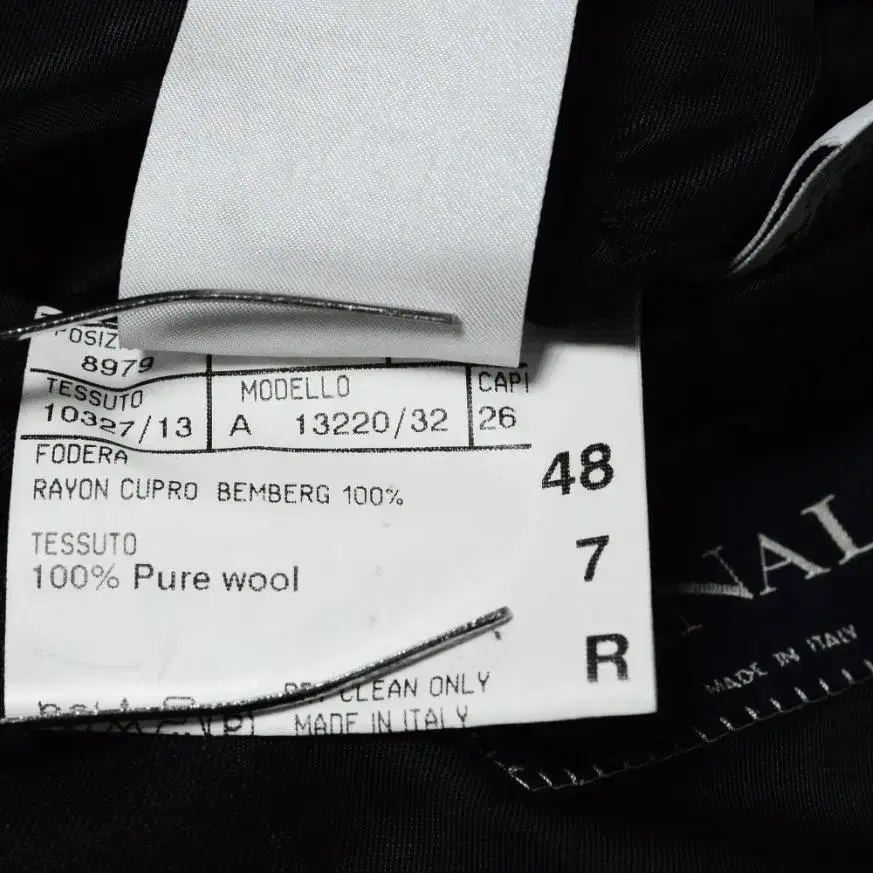 8979
TESSUTO
10327/13
MODELLO
A 13220/32
CAPI
26
FODERA
RAYON CUPRO BEMBERG 100%
TESSUTO
100% Pure wool
48
7
R
CLEAN ONLY
MADE IN ITALY
MADE IN ITALY